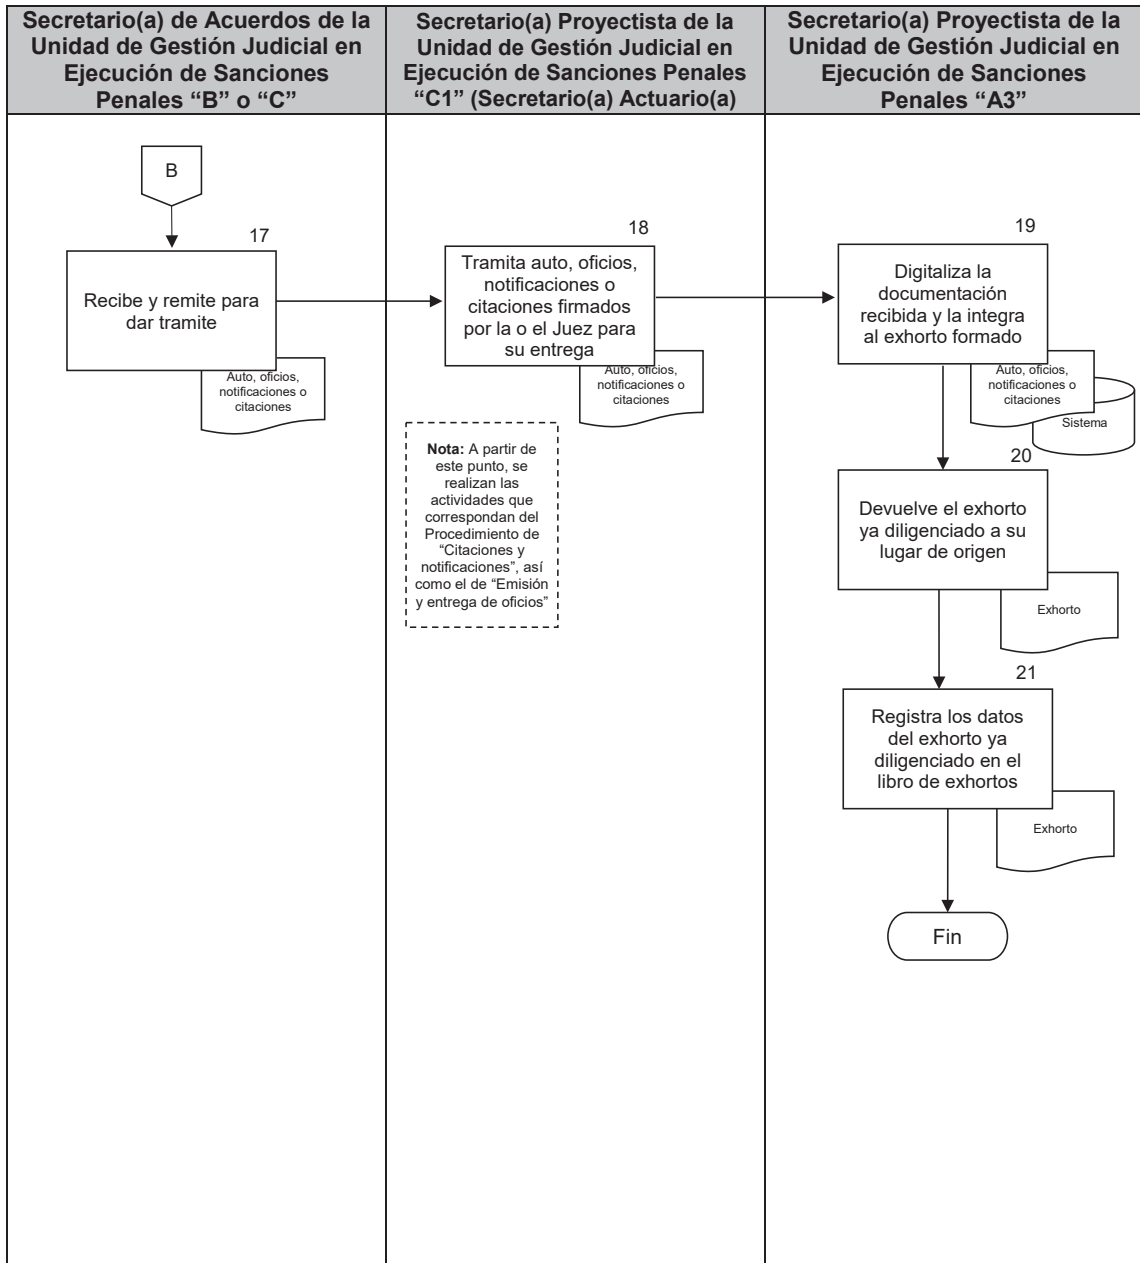 Secretario(a) de Acuerdos de la
Unidad de Gestión Judicial en
Ejecución de Sanciones
Penales “B” o “C”
Secretario(a) Proyectista de la
Unidad de Gestión Judicial en
Ejecución de Sanciones Penales
“C1” (Secretario(a) Actuario(a)
Secretario(a) Proyectista de la
Unidad de Gestión Judicial en
Ejecución de Sanciones
Penales “A3”
B
17
Recibe y remite para
dar tramite
Auto, oficios,
notificaciones o
citaciones
18
Tramita auto, oficios,
notificaciones o
citaciones firmados
por la o el Juez para
su entrega
Auto, oficios,
notificaciones o
citaciones
Nota: A partir de
este punto, se
realizan las
actividades que
correspondan del
Procedimiento de
“Citaciones y
notificaciones”, así
como el de “Emisión
y entrega de oficios”
19
Digitaliza la
documentación
recibida y la integra
al exhorto formado
Auto, oficios,
notificaciones o
citaciones
Sistema
20
Devuelve el exhorto
ya diligenciado a su
lugar de origen
Exhorto
21
Registra los datos
del exhorto ya
diligenciado en el
libro de exhortos
Exhorto
Fin